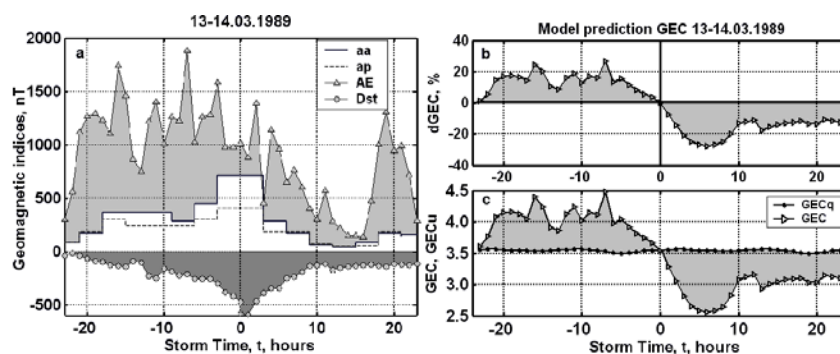 13-14.03.1989
a
aa
ap
AE
Dst
Geomagnetic indices, nT
2000
1500
1000
500
0
-500
-20
-10
0
10
20
Storm Time, t, hours
Model prediction GEC 13-14.03.1989
b
dGEC, %
40
20
0
-20
-40
-20
-10
0
10
20
c
GECq
GEC
GEC, GECu
4.5
4.0
3.5
3.0
2.5
-20
-10
0
10
20
Storm Time, t, hours